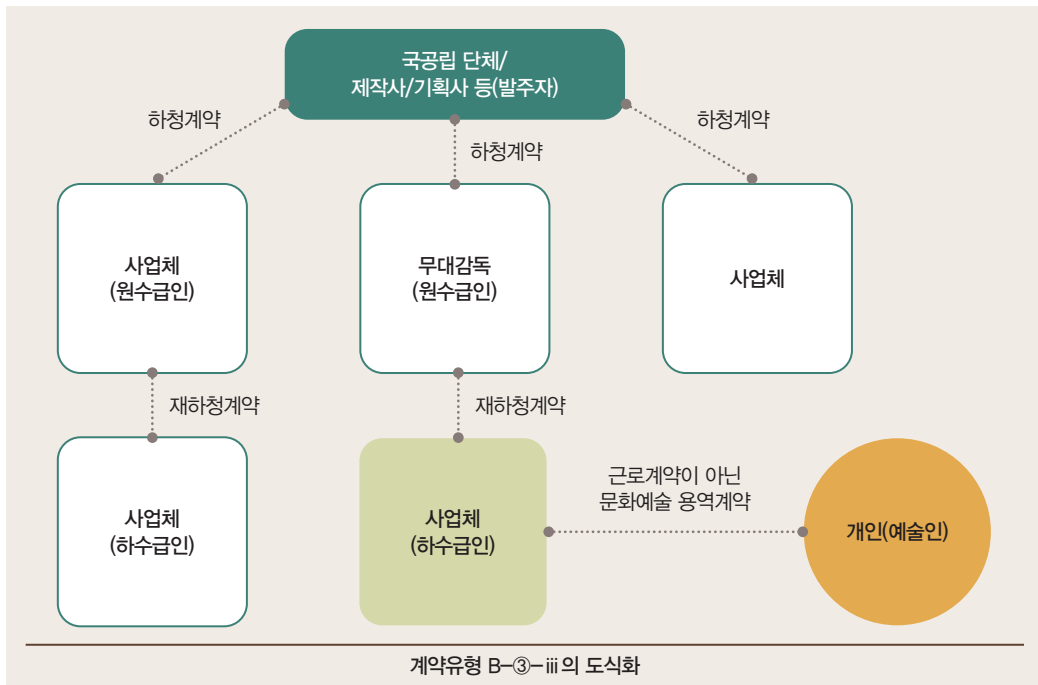 국공립 단체/
제작사/기획사 등(발주자)
하청계약
하청계약
하청계약
사업체
(원수급인)
무대감독
(원수급인)
사업체
재하청계약
재하청계약
사업체
(하수급인)
사업체
(하수급인)
근로계약이 아닌
문화예술 용역계약
개인(예술인)
계약유형 B-③-ⅲ의 도식화